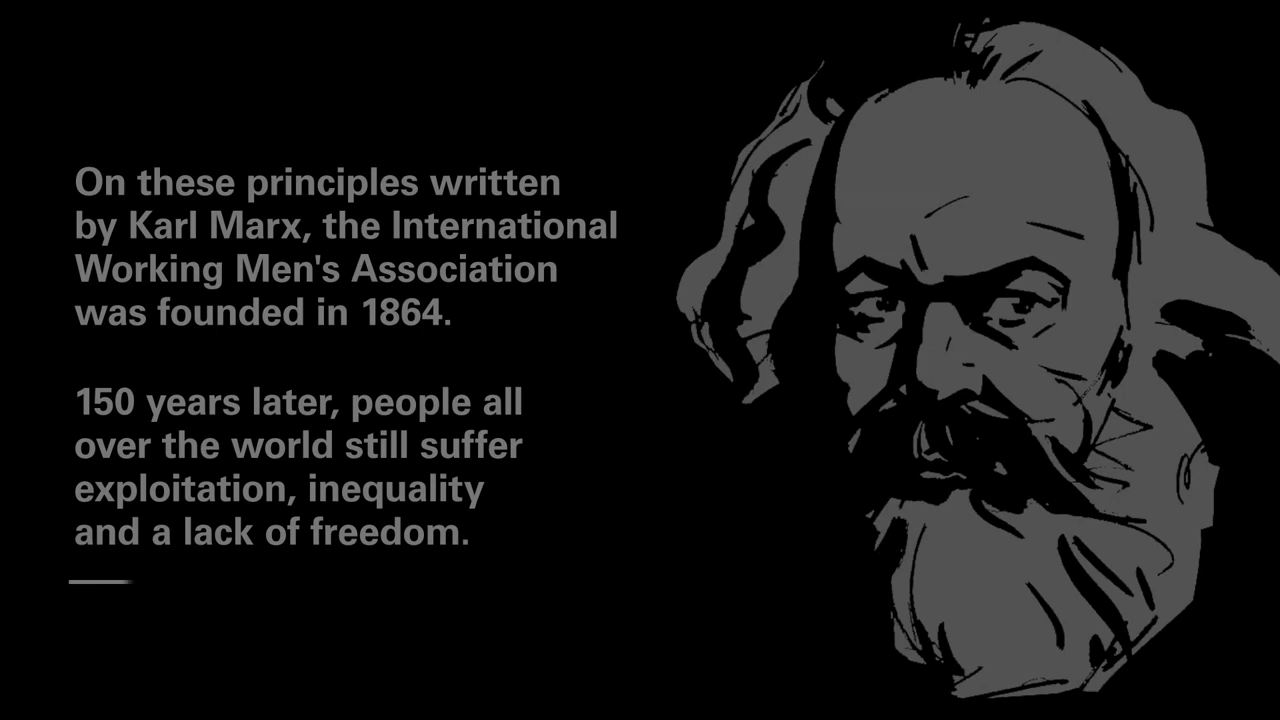 On these principles written
by Karl Marx, the International
Working Men's Association
was founded in 1864.
150 years later, people all
over the world still suffer
exploitation, inequality
and a lack of freedom.